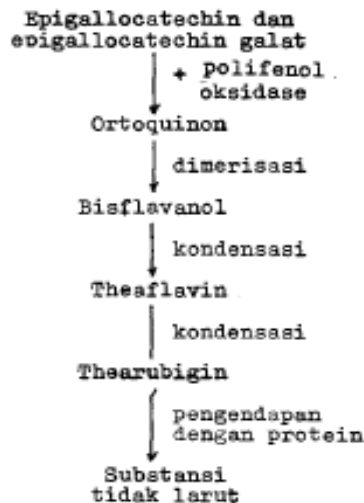 Epigallocatechin dan
epigallocatechin galat
+ polifenol
oksidase
Ortoquinon
dimerisasi
Bisflavanol
kondensasi
Theaflavin
kondensasi
Thearubigin
pengendapan
dengan protein
Substansi
tidak larut